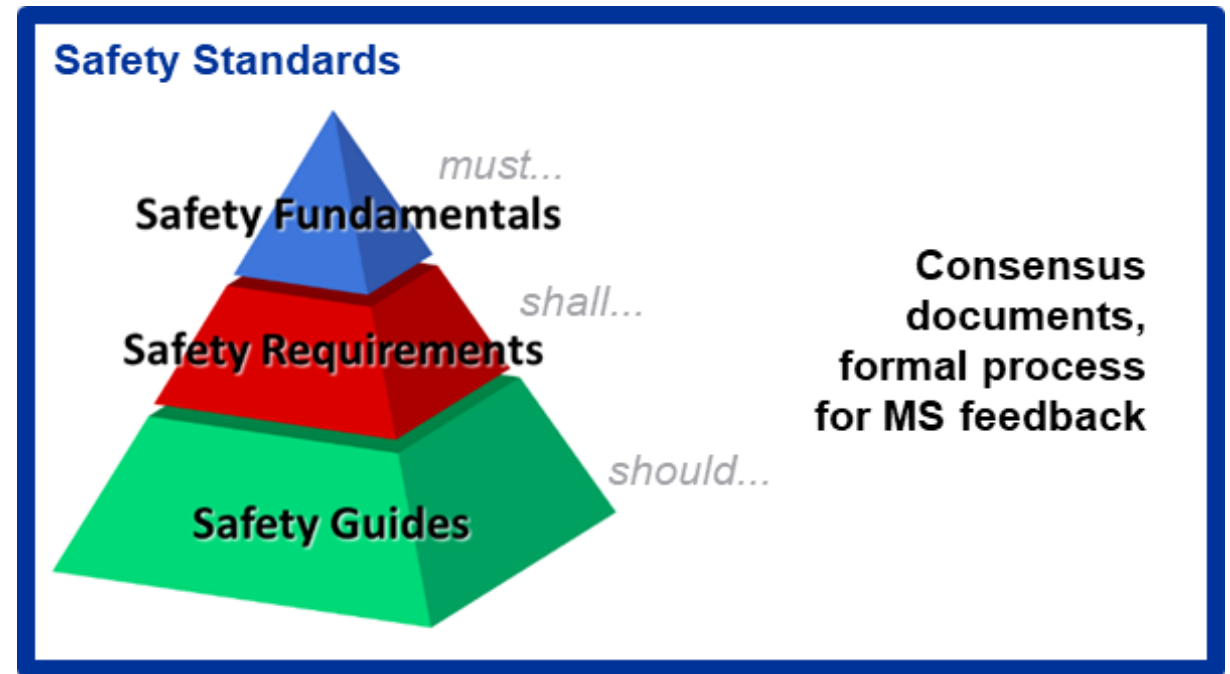 Safety Standards
must...
Safety Fundamentals
shall...
Safety Requirements
should...
Safety Guides
Consensus
documents,
formal process
for MS feedback